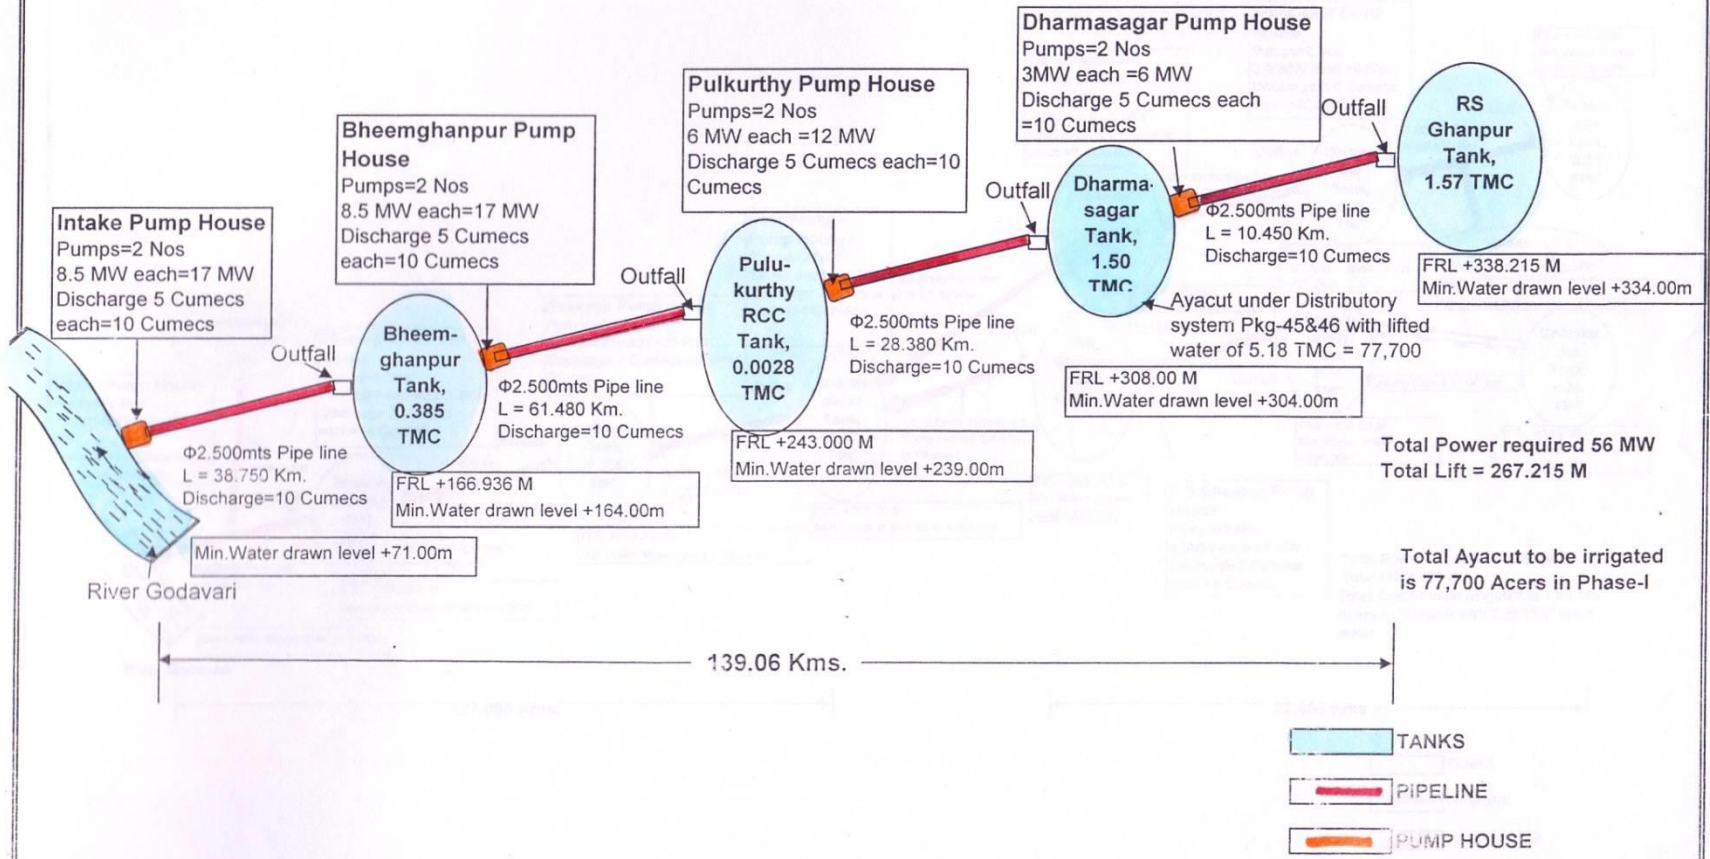 Intake Pump House
Pumps=2 Nos
8.5 MW each=17 MW
Discharge 5 Cumecs
each=10 Cumecs
Bheemghanpur Pump
House
Pumps=2 Nos
8.5 MW each=17 MW
Discharge 5 Cumecs
each=10 Cumecs
Pulkurthy Pump House
Pumps=2 Nos
6 MW each =12 MW
Discharge 5 Cumecs each=10
Cumecs
Dharmasagar Pump House
Pumps=2 Nos
3MW each =6 MW
Discharge 5 Cumecs each
=10 Cumecs
Outfall
Outfall
Outfall
Outfall
Bheem-
ghanpur
Tank,
0.385
TMC
Pulu-
kurthy
RCC
Tank,
0.0028
TMC
Dharma-
sagar
Tank,
1.50
TMC
RS
Ghanpur
Tank,
1.57 TMC
Φ2.500mts Pipe line
L = 38.750 Km.
Discharge=10 Cumecs
Φ2.500mts Pipe line
L = 61.480 Km.
Discharge=10 Cumecs
Φ2.500mts Pipe line
L = 28.380 Km.
Discharge=10 Cumecs
Φ2.500mts Pipe line
L = 10.450 Km.
Discharge=10 Cumecs
Min.Water drawn level +71.00m
River Godavari
FRL +166.936 M
Min.Water drawn level +164.00m
FRL +243.000 M
Min.Water drawn level +239.00m
Ayacut under Distributory
system Pkg-45&46 with lifted
water of 5.18 TMC = 77,700
FRL +308.00 M
Min.Water drawn level +304.00m
FRL +338.215 M
Min.Water drawn level +334.00m
Total Power required 56 MW
Total Lift = 267.215 M
Total Ayacut to be irrigated
is 77,700 Acers in Phase-I
139.06 Kms.
TANKS
PIPELINE
PUMP HOUSE